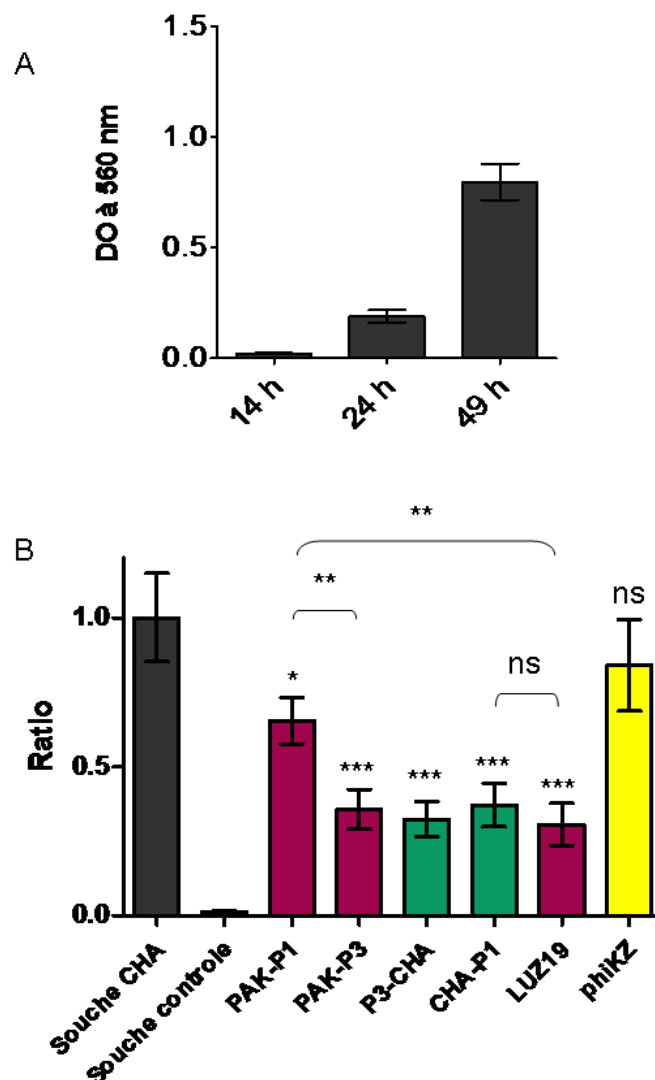 A
DO à 560 nm
1.5
1.0
0.5
0.0
14 h
24 h
49 h
B
Ratio
1.0
0.5
0.0
**
**
ns
ns
*
***
***
***
***
Souche CHA
Souche controle
PAK-P1
PAK-P3
P3-CHA
CHA-P1
LUZ19
phiKZ